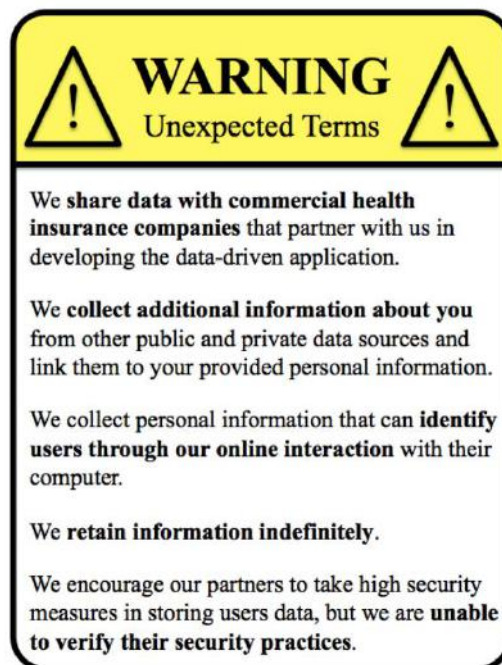 WARNING
Unexpected Terms
We share data with commercial health
insurance companies that partner with us in
developing the data-driven application.
We collect additional information about you
from other public and private data sources and
link them to your provided personal information.
We collect personal information that can identify
users through our online interaction with their
computer.
We retain information indefinitely.
We encourage our partners to take high security
measures in storing users data, but we are unable
to verify their security practices.